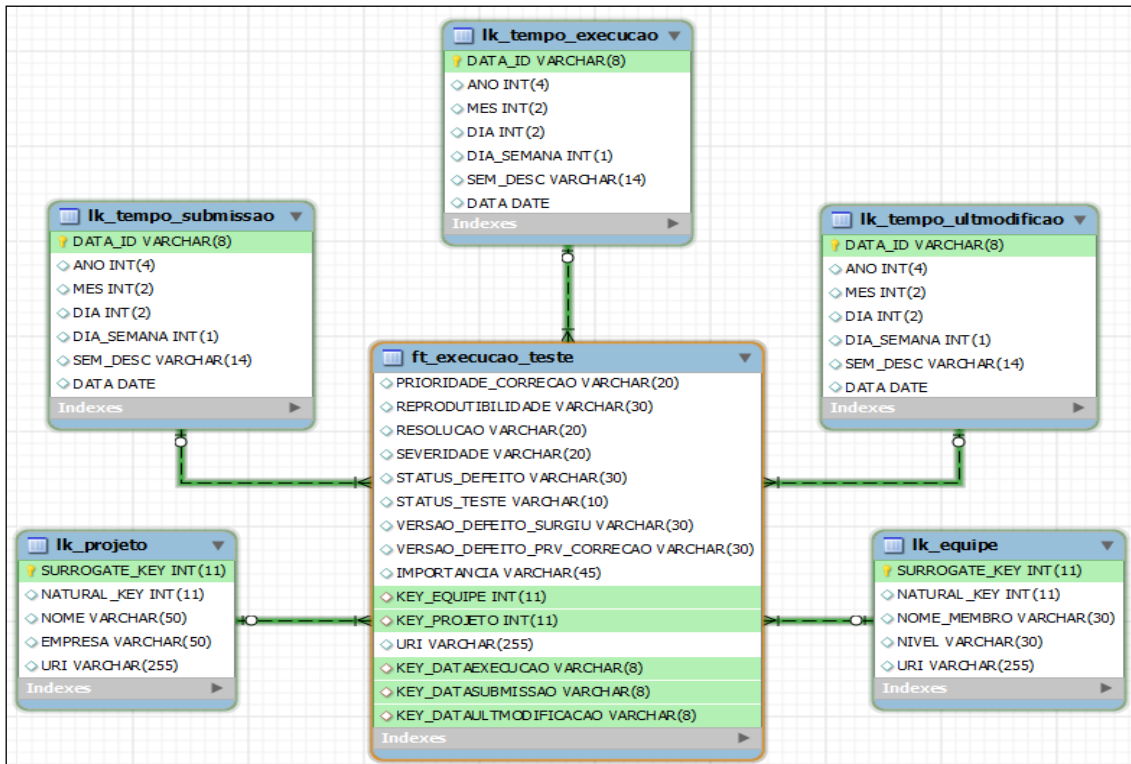 lk_tempo_execucao
DATA_ID VARCHAR(8)
ANO INT(4)
MES INT(2)
DIA INT(2)
DIA_SEMANA INT(1)
SEM_DESC VARCHAR(14)
DATA DATE
Indexes
lk_tempo_submissao
DATA_ID VARCHAR(8)
ANO INT(4)
MES INT(2)
DIA INT(2)
DIA_SEMANA INT(1)
SEM_DESC VARCHAR(14)
DATA DATE
Indexes
lk_tempo_ultmodificao
DATA_ID VARCHAR(8)
ANO INT(4)
MES INT(2)
DIA INT(2)
DIA_SEMANA INT(1)
SEM_DESC VARCHAR(14)
DATA DATE
Indexes
ft_execucao_teste
PRIORIDADE_CORRECAO VARCHAR(20)
REPRODUTIBILIDADE VARCHAR(30)
RESOLUCAO VARCHAR(20)
SEVERIDADE VARCHAR(20)
STATUS_DEFEITO VARCHAR(30)
STATUS_TESTE VARCHAR(10)
VERSAO_DEFEITO_SURGIU VARCHAR(30)
VERSAO_DEFEITO_PRV_CORRECAO VARCHAR(30)
IMPORTANCIA VARCHAR(45)
KEY_EQUIPE INT(11)
KEY_PROJETO INT(11)
URI VARCHAR(255)
KEY_DATAEXECUCAO VARCHAR(8)
KEY_DATASUBMISSAO VARCHAR(8)
KEY_DATAULTMODIFICACAO VARCHAR(8)
Indexes
lk_projeto
SURROGATE_KEY INT(11)
NATURAL_KEY INT(11)
NOME VARCHAR(50)
EMPRESA VARCHAR(50)
URI VARCHAR(255)
Indexes
lk_equipe
SURROGATE_KEY INT(11)
NATURAL_KEY INT(11)
NOME_MEMBRO VARCHAR(30)
NIVEL VARCHAR(30)
URI VARCHAR(255)
Indexes